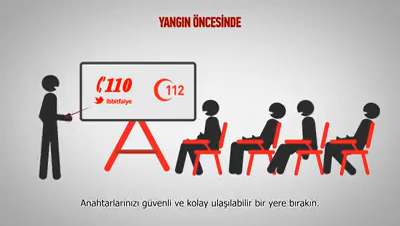 YANGIN ÖNCESİNDE
110
ibbitfaiye
112
Anahtarlarınızı güvenli ve kolay ulaşılabilir bir yere bırakın.